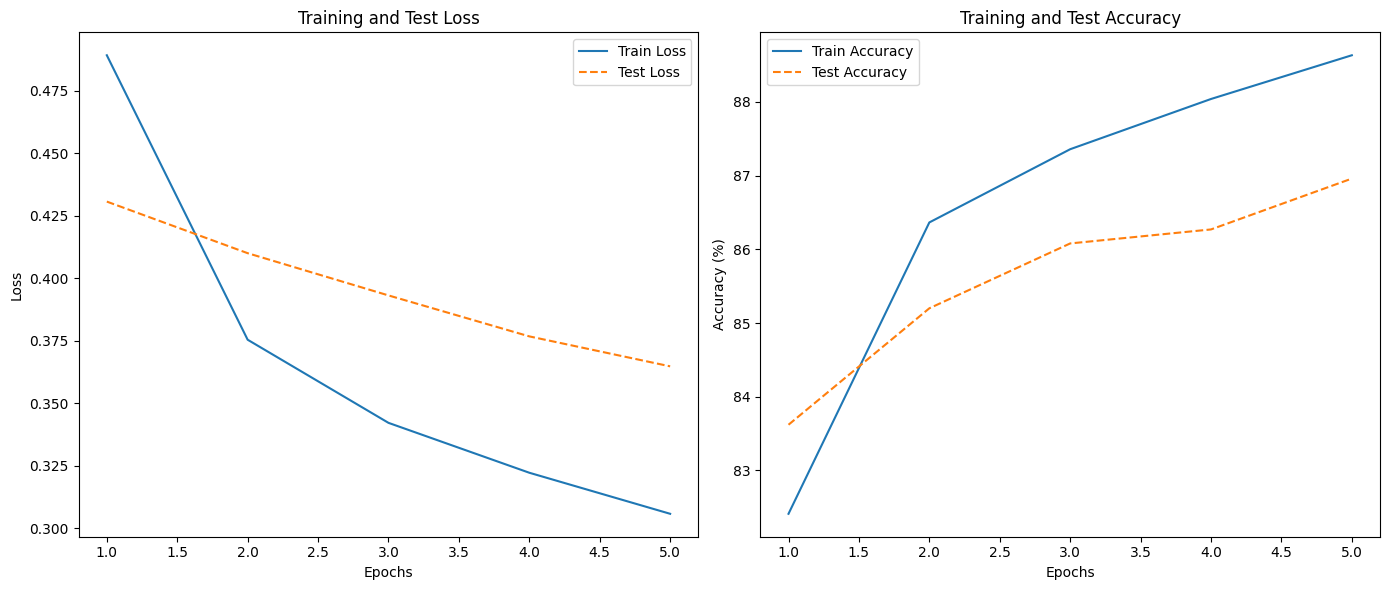 Training and Test Loss
Train Loss
Test Loss
0.475
0.450
0.425
0.400
0.375
0.350
0.325
0.300
Loss
1.0 1.5 2.0 2.5 3.0 3.5 4.0 4.5 5.0
Epochs
Training and Test Accuracy
Train Accuracy
Test Accuracy
88
87
86
85
84
83
Accuracy (%)
1.0 1.5 2.0 2.5 3.0 3.5 4.0 4.5 5.0
Epochs